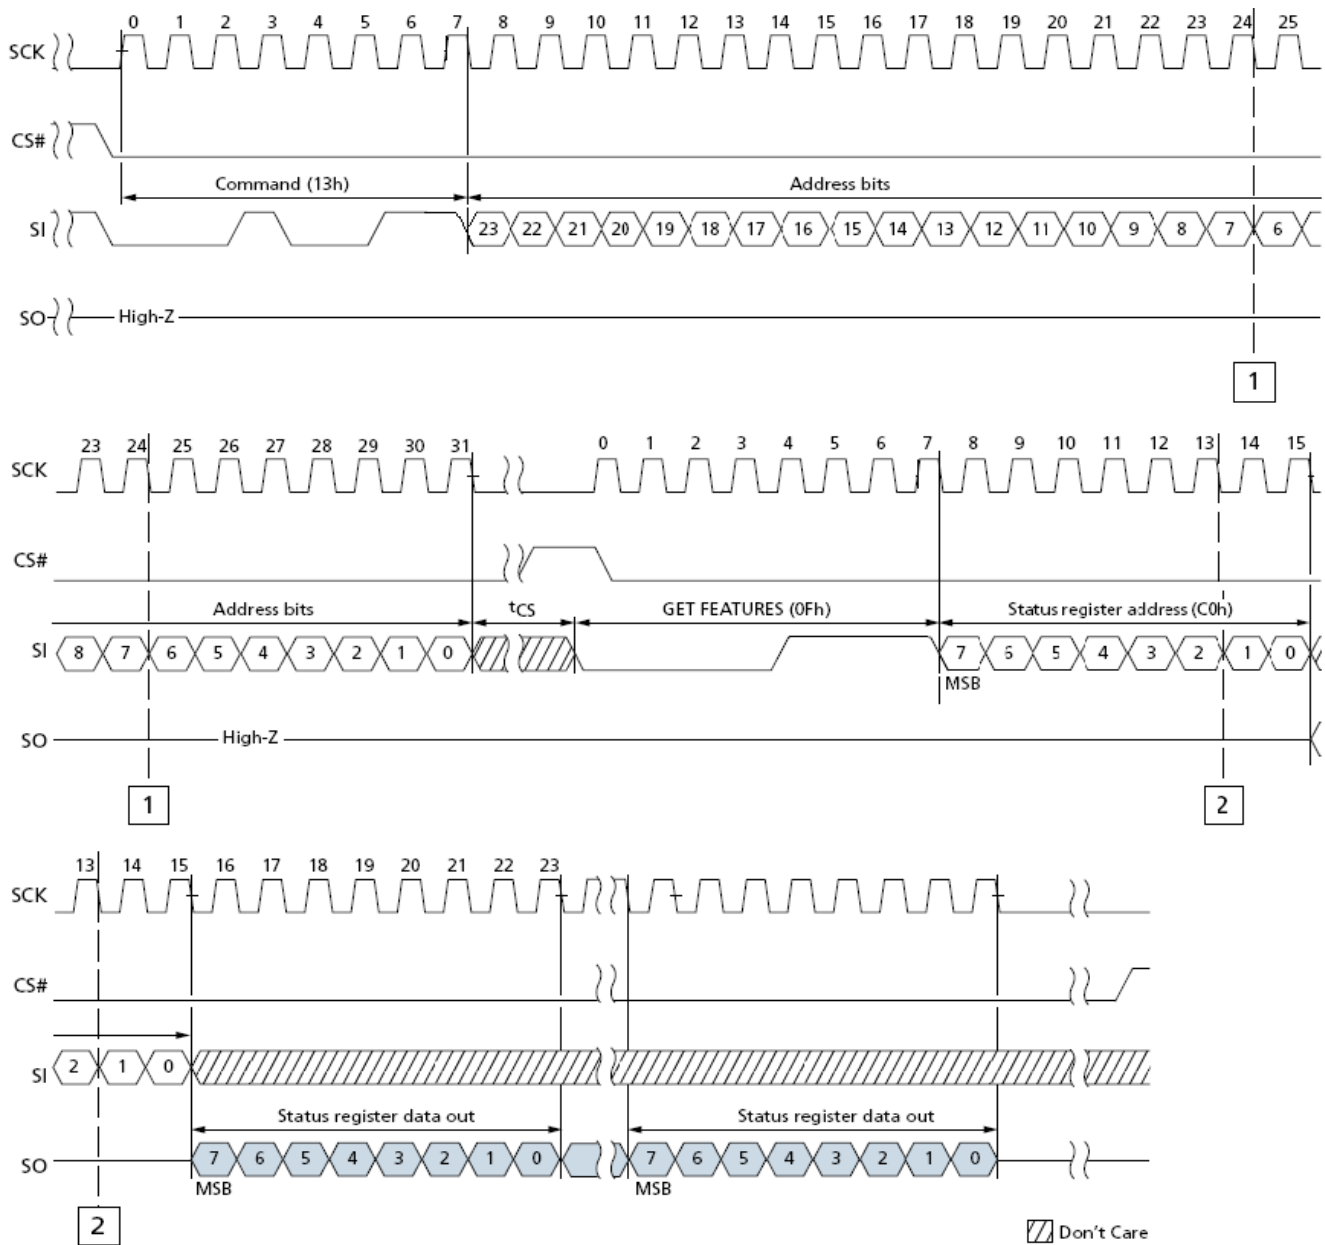 0 1 2 3 4 5 6 7 8 9 10 11 12 13 14 15 16 17 18 19 20 21 22 23 24 25
SCK
CS#
Command (13h) Address bits
SI 23 22 21 20 19 18 17 16 15 14 13 12 11 10 9 8 7 6
SO High-Z
1
23 24 25 26 27 28 29 30 31 0 1 2 3 4 5 6 7 8 9 10 11 12 13 14 15
SCK
CS#
Address bits tCS GET FEATURES (0Fh) Status register address (C0h)
SI 8 7 6 5 4 3 2 1 0 7 6 5 4 3 2 1 0
MSB
SO High-Z
1 2
13 14 15 16 17 18 19 20 21 22 23
SCK
CS#
SI 2 1 0
Status register data out Status register data out
SO 7 6 5 4 3 2 1 0 7 6 5 4 3 2 1 0
MSB MSB
2
Don't Care